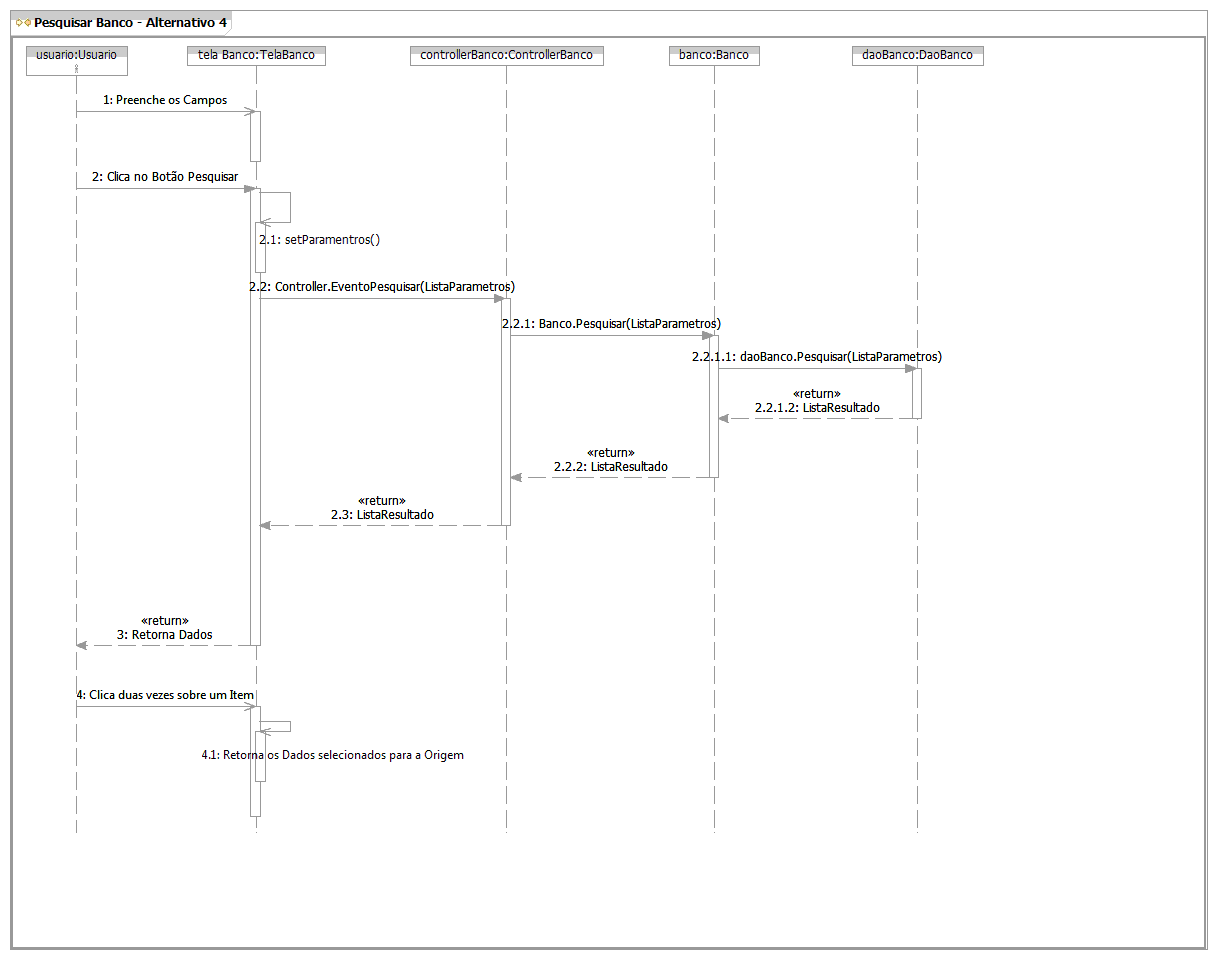 Pesquisar Banco - Alternativo 4
usuario:Usuario
tela Banco:TelaBanco
controllerBanco:ControllerBanco
banco:Banco
daoBanco:DaoBanco
1: Preenche os Campos
2: Clica no Botão Pesquisar
2.1: setParamentros()
2.2: Controller.EventoPesquisar(ListaParametros)
2.2.1: Banco.Pesquisar(ListaParametros)
2.2.1.1: daoBanco.Pesquisar(ListaParametros)
«return»
2.2.1.2: ListaResultado
«return»
2.2.2: ListaResultado
«return»
2.3: ListaResultado
«return»
3: Retorna Dados
4: Clica duas vezes sobre um Item
4.1: Retorna os Dados selecionados para a Origem